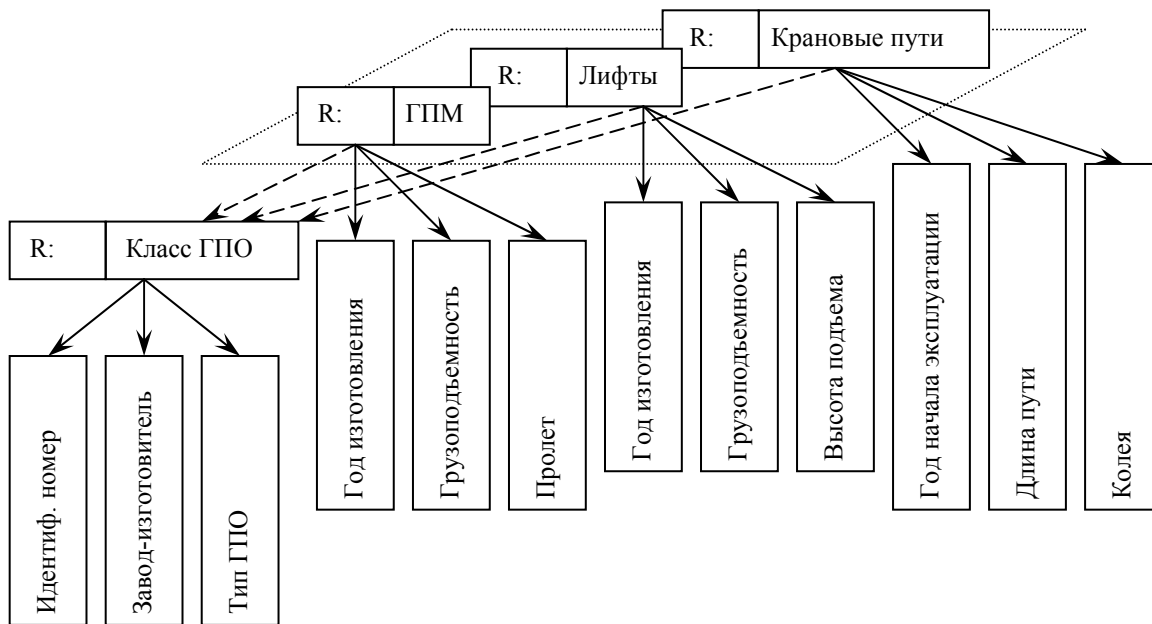 R: Крановые пути
R: Лифты
R: ГПМ
R: Класс ГПО
Идентиф. номер
Завод-изготовитель
Тип ГПО
Год изготовления
Грузоподъемность
Пролет
Год изготовления
Грузоподъемность
Высота подъема
Год начала эксплуатации
Длина пути
Колея